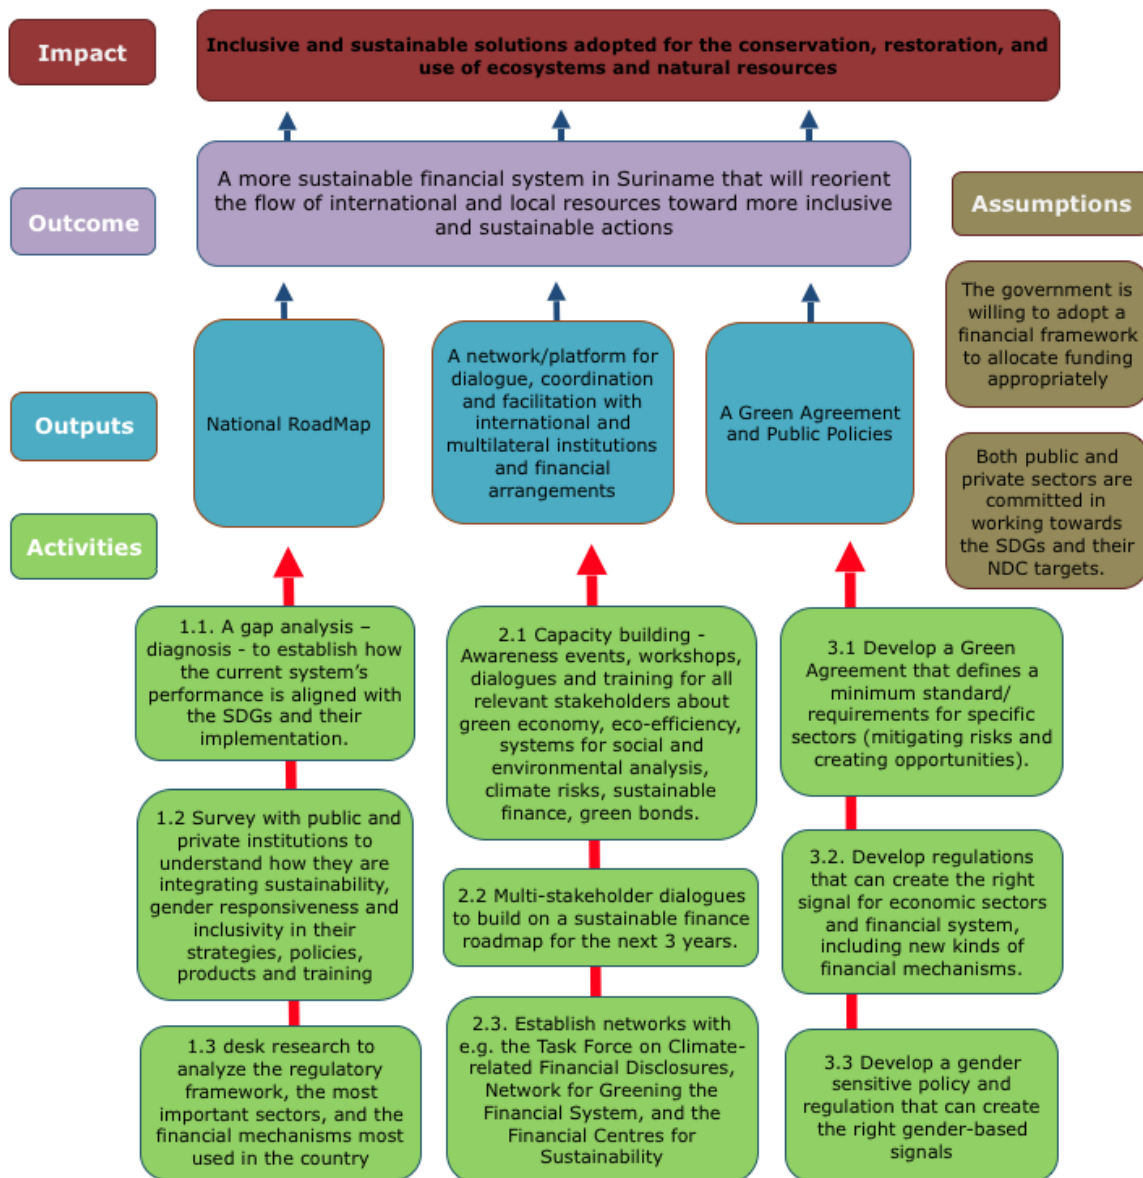 Impact
Inclusive and sustainable solutions adopted for the conservation, restoration, and
use of ecosystems and natural resources
Outcome
A more sustainable financial system in Suriname that will reorient
the flow of international and local resources toward more inclusive
and sustainable actions
Assumptions
The government is
willing to adopt a
financial framework
to allocate funding
appropriately
Both public and
private sectors are
committed in
working towards
the SDGs and their
NDC targets.
Outputs
National RoadMap
A network/platform for
dialogue, coordination
and facilitation with
international and
multilateral institutions
and financial
arrangements
A Green Agreement
and Public Policies
Activities
1.1. A gap analysis –
diagnosis - to establish how
the current system’s
performance is aligned with
the SDGs and their
implementation.
1.2 Survey with public and
private institutions to
understand how they are
integrating sustainability,
gender responsiveness and
inclusivity in their
strategies, policies,
products and training
1.3 desk research to
analyze the regulatory
framework, the most
important sectors, and the
financial mechanisms most
used in the country
2.1 Capacity building -
Awareness events, workshops,
dialogues and training for all
relevant stakeholders about
green economy, eco-efficiency,
systems for social and
environmental analysis,
climate risks, sustainable
finance, green bonds.
2.2 Multi-stakeholder dialogues
to build on a sustainable finance
roadmap for the next 3 years.
2.3. Establish networks with
e.g. the Task Force on Climate-
related Financial Disclosures,
Network for Greening the
Financial System, and the
Financial Centres for
Sustainability
3.1 Develop a Green
Agreement that defines a
minimum standard/
requirements for specific
sectors (mitigating risks and
creating opportunities).
3.2. Develop regulations
that can create the right
signal for economic sectors
and financial system,
including new kinds of
financial mechanisms.
3.3 Develop a gender
sensitive policy and
regulation that can create
the right gender-based
signals